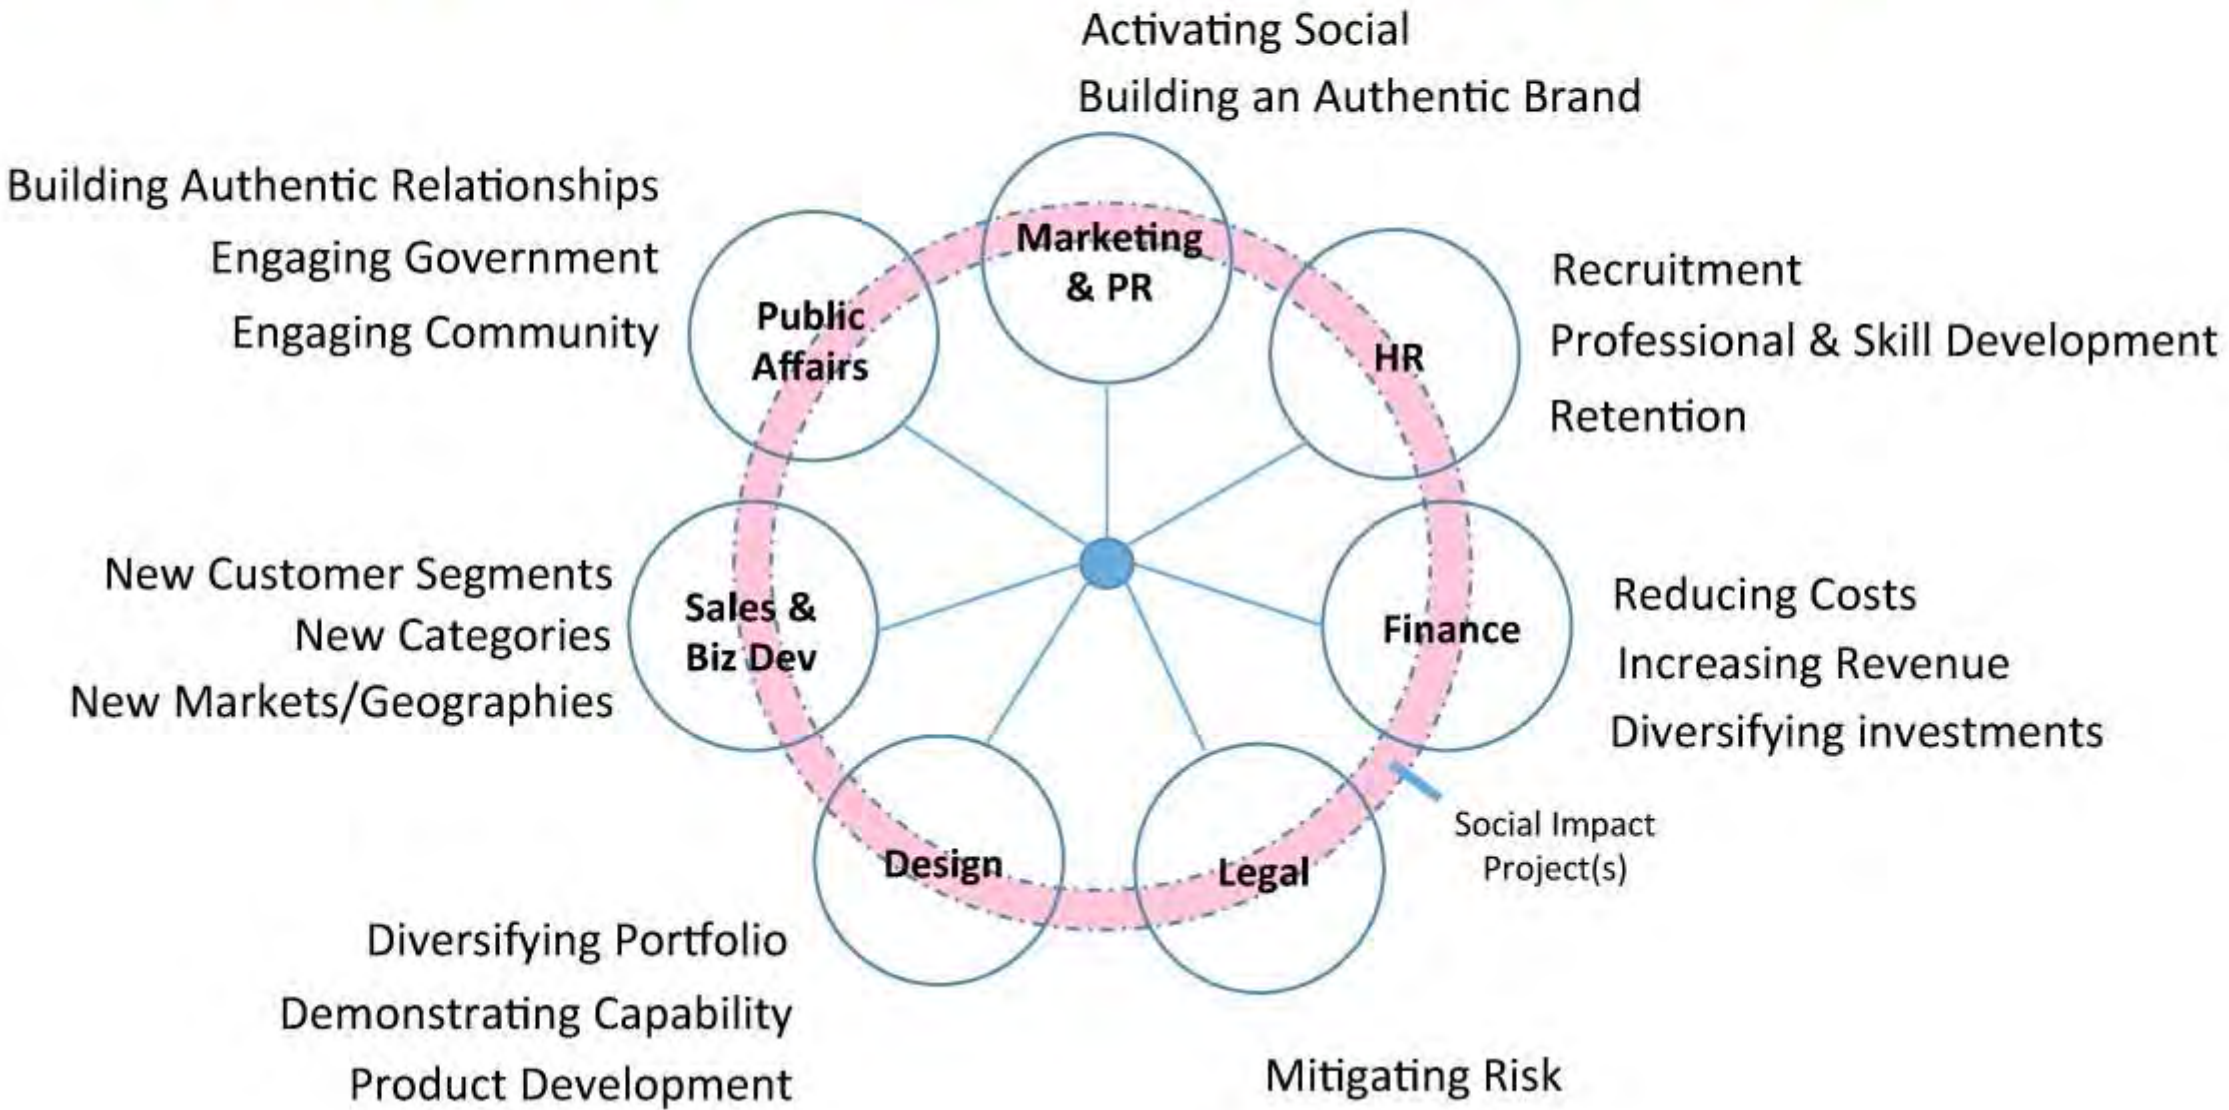 Activating Social
Building an Authentic Brand
Building Authentic Relationships
Engaging Government
Engaging Community
Marketing
& PR
Public
Affairs
HR
Recruitment
Professional & Skill Development
Retention
New Customer Segments
New Categories
New Markets/Geographies
Sales &
Biz Dev
Finance
Reducing Costs
Increasing Revenue
Diversifying investments
Social Impact
Project(s)
Design
Legal
Diversifying Portfolio
Demonstrating Capability
Product Development
Mitigating Risk